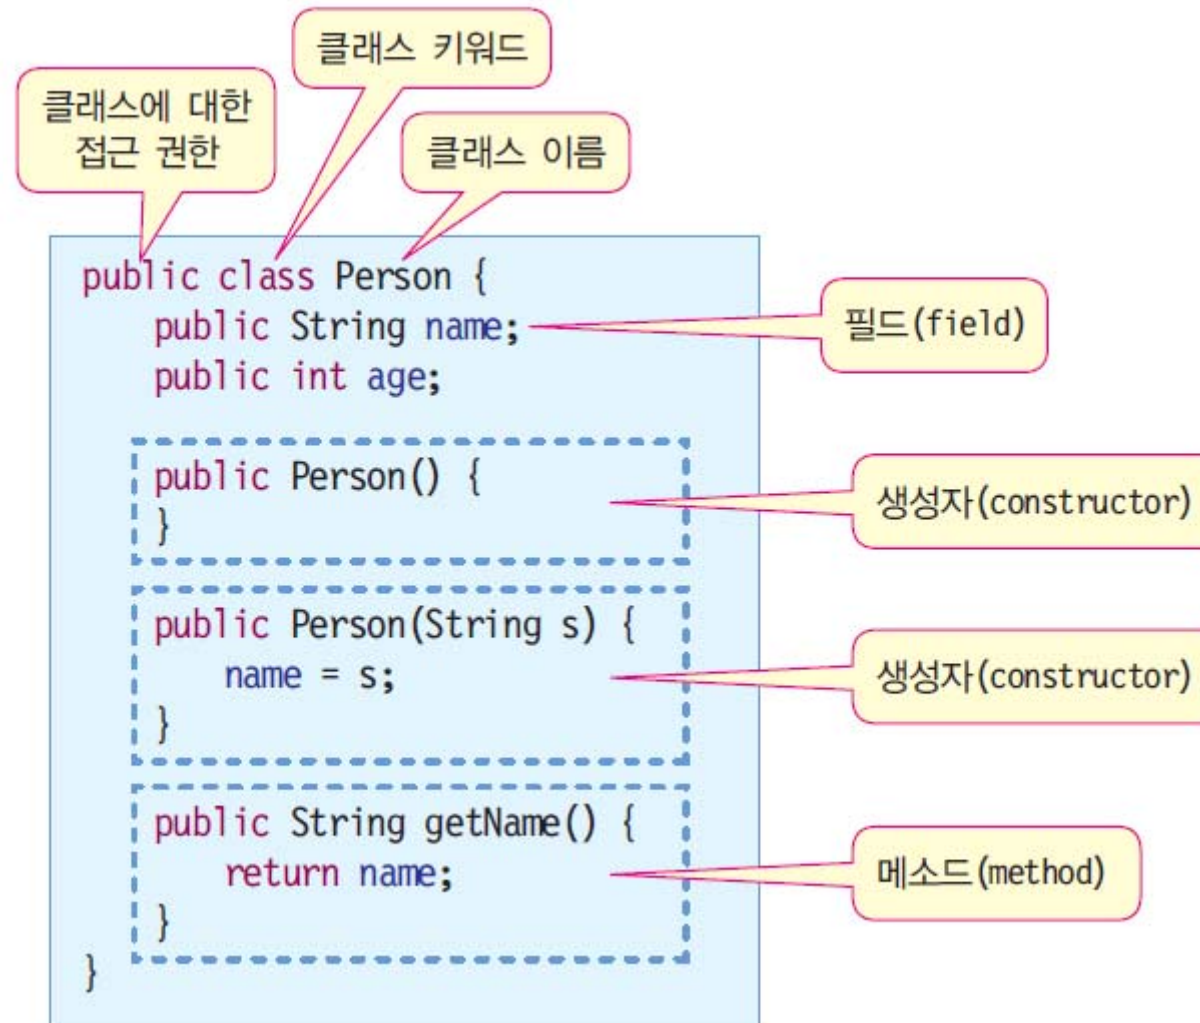 클래스 키워드
클래스에 대한
접근 권한
클래스 이름
public class Person {
public String name;
필드(field)
public int age;
public Person() {
}
생성자(constructor)
public Person(String s) {
name = s;
}
생성자(constructor)
public String getName() {
return name;
}
메소드(method)
}